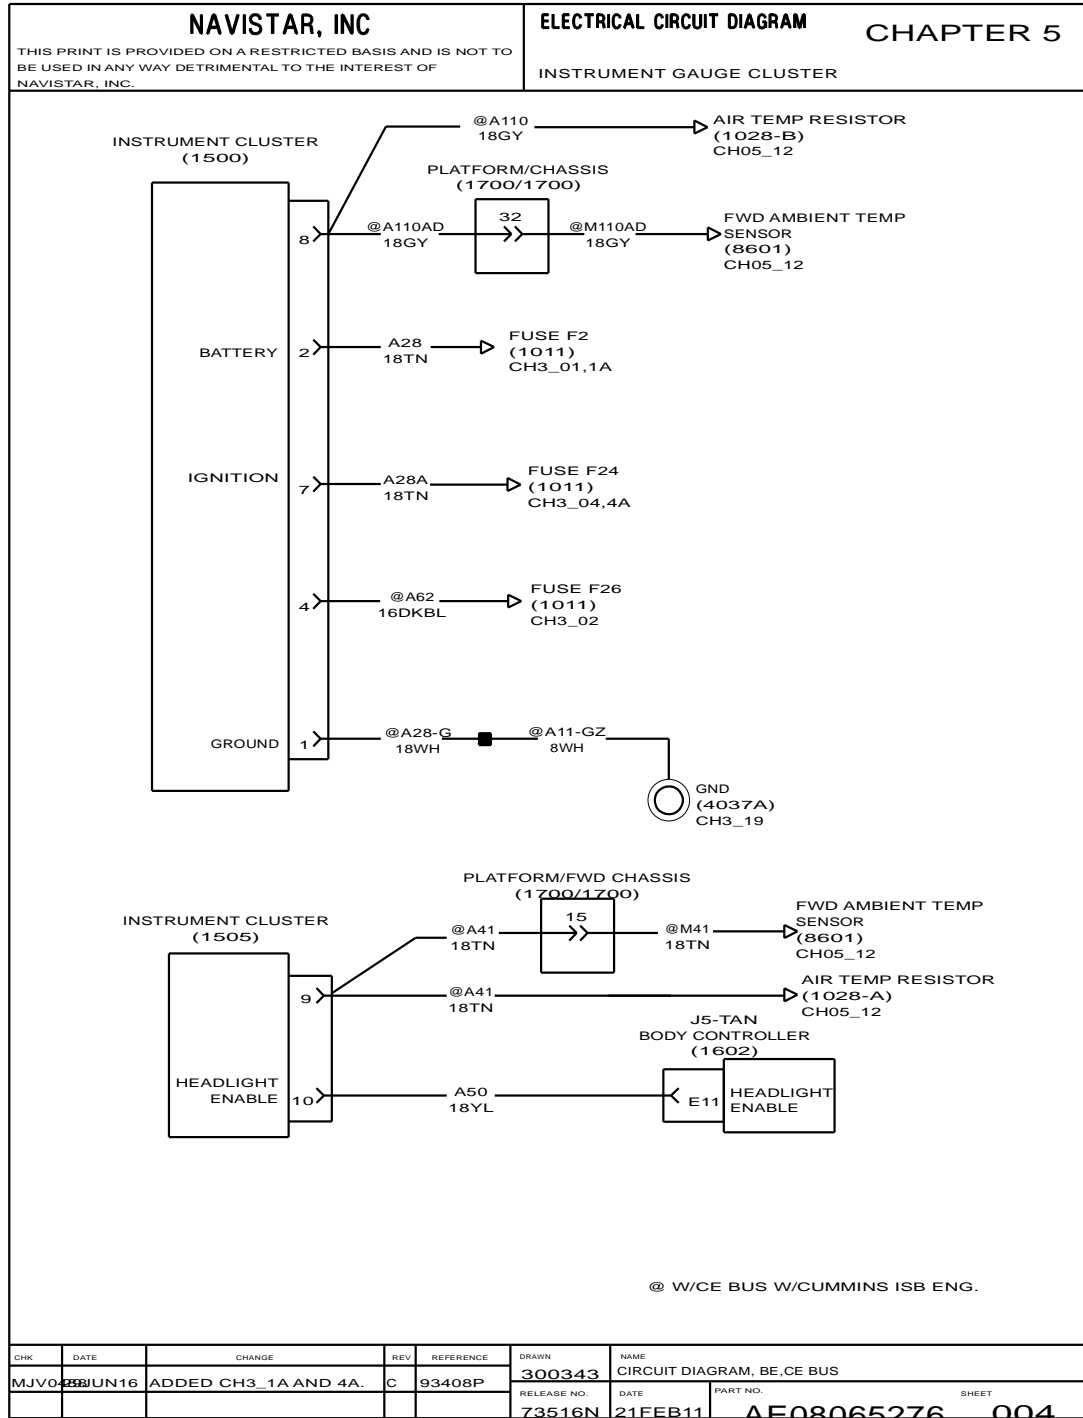 NAVISTAR, INC
THIS PRINT IS PROVIDED ON A RESTRICTED BASIS AND IS NOT TO
BE USED IN ANY WAY DETRIMENTAL TO THE INTEREST OF
NAVISTAR, INC.
ELECTRICAL CIRCUIT DIAGRAM
CHAPTER 5
INSTRUMENT GAUGE CLUSTER
INSTRUMENT CLUSTER
(1500)
@A110
18GY
AIR TEMP RESISTOR
(1028-B)
CH05_12
PLATFORM/CHASSIS
(1700/1700)
8
@A110AD
18GY
32
@M110AD
18GY
FWD AMBIENT TEMP
SENSOR
(8601)
CH05_12
BATTERY
2
A28
18TN
FUSE F2
(1011)
CH3_01,1A
IGNITION
7
A28A
18TN
FUSE F24
(1011)
CH3_04,4A
4
@A62
16DKBL
FUSE F26
(1011)
CH3_02
GROUND
1
@A28-G
18WH
@A11-GZ
8WH
GND
(4037A)
CH3_19
PLATFORM/FWD CHASSIS
(1700/1700)
INSTRUMENT CLUSTER
(1505)
@A41
18TN
15
@M41
18TN
FWD AMBIENT TEMP
SENSOR
(8601)
CH05_12
9
@A41
18TN
AIR TEMP RESISTOR
(1028-A)
CH05_12
J5-TAN
BODY CONTROLLER
(1602)
HEADLIGHT
ENABLE
10
A50
18YL
E11
HEADLIGHT
ENABLE
@ W/CE BUS W/CUMMINS ISB ENG.
CHK DATE CHANGE REV REFERENCE
JUN16 ADDED CH3_1A AND 4A. C 93408P
DRAWN
300343
NAME
CIRCUIT DIAGRAM, BE,CE BUS
RELEASE NO.
73516N
DATE
21FEB11
PART NO.
AE08065276
SHEET
004